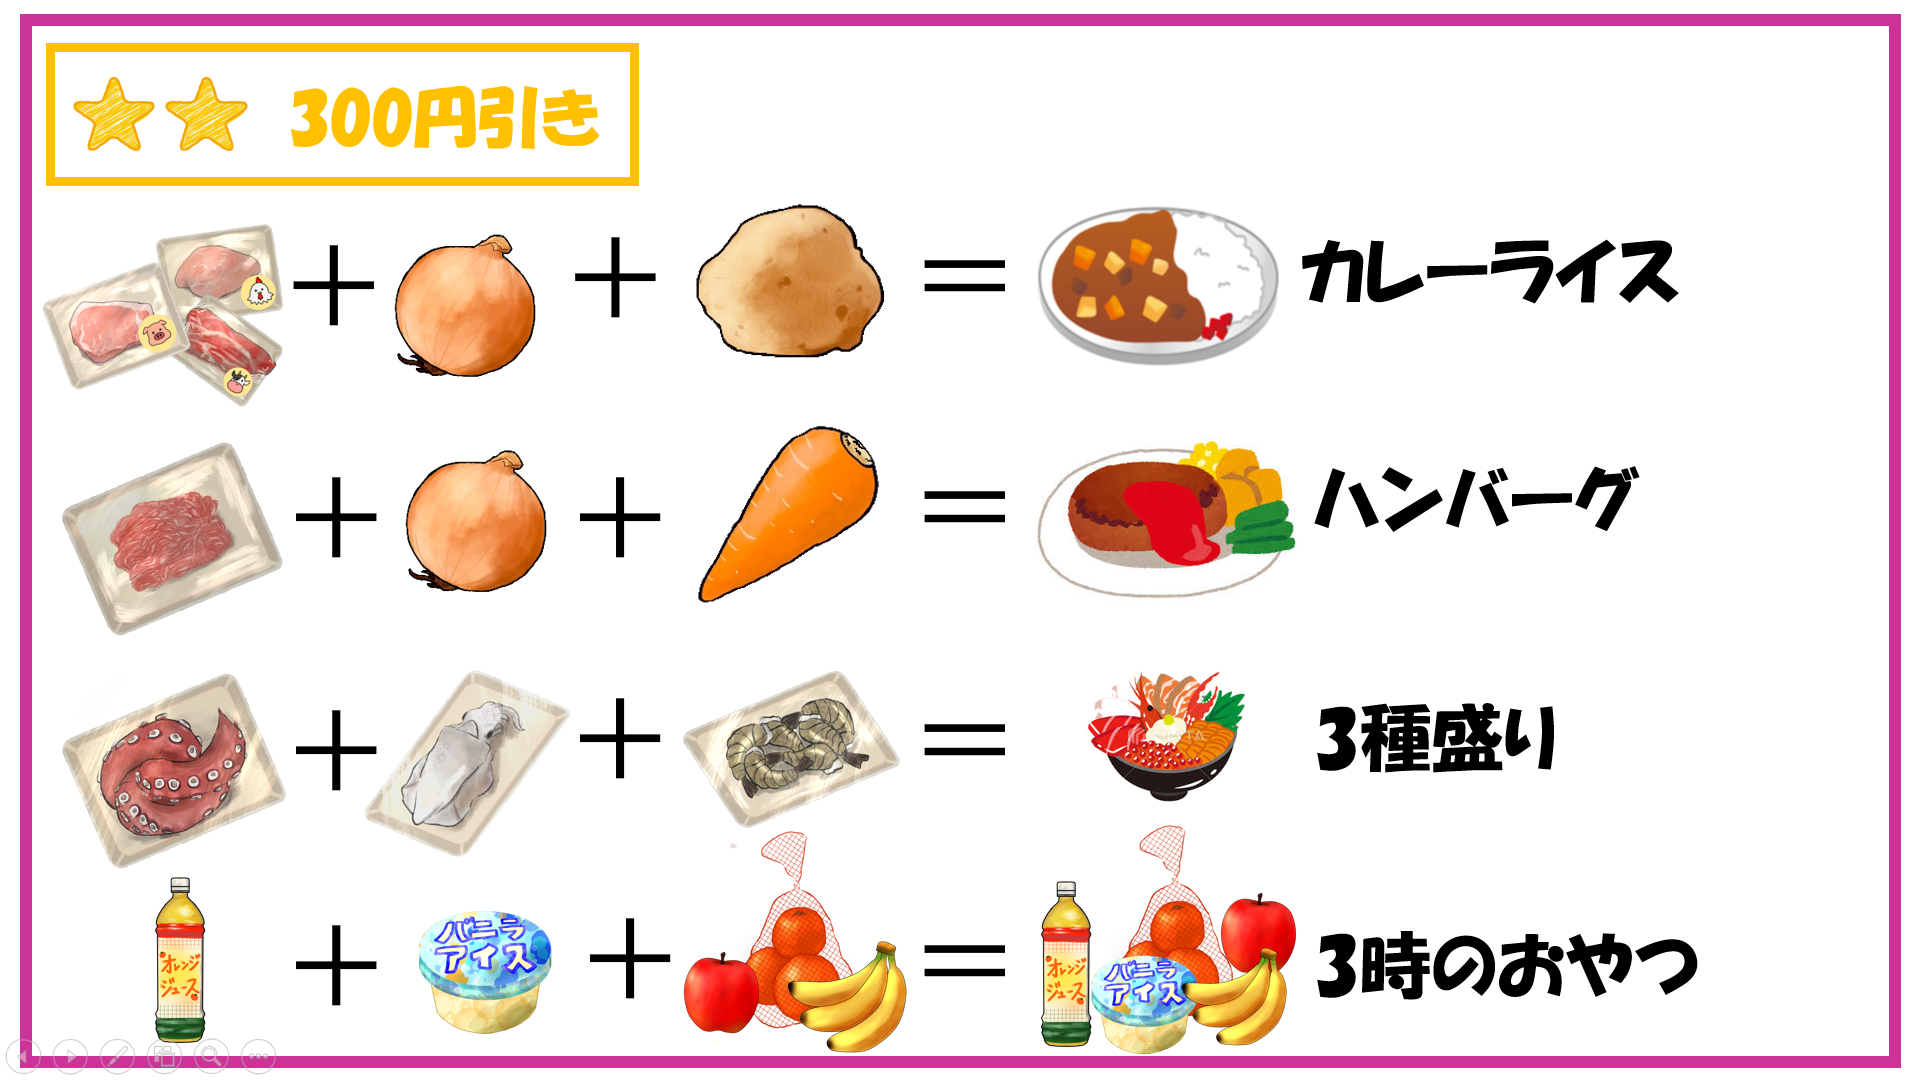 300円引き
+ + = カレーライス
+ + = ハンバーグ
+ + = 3種盛り
オレンジ
ジュース
+
バニラ
アイス
+ =
オレンジ
ジュース
バニラ
アイス
3時のおやつ